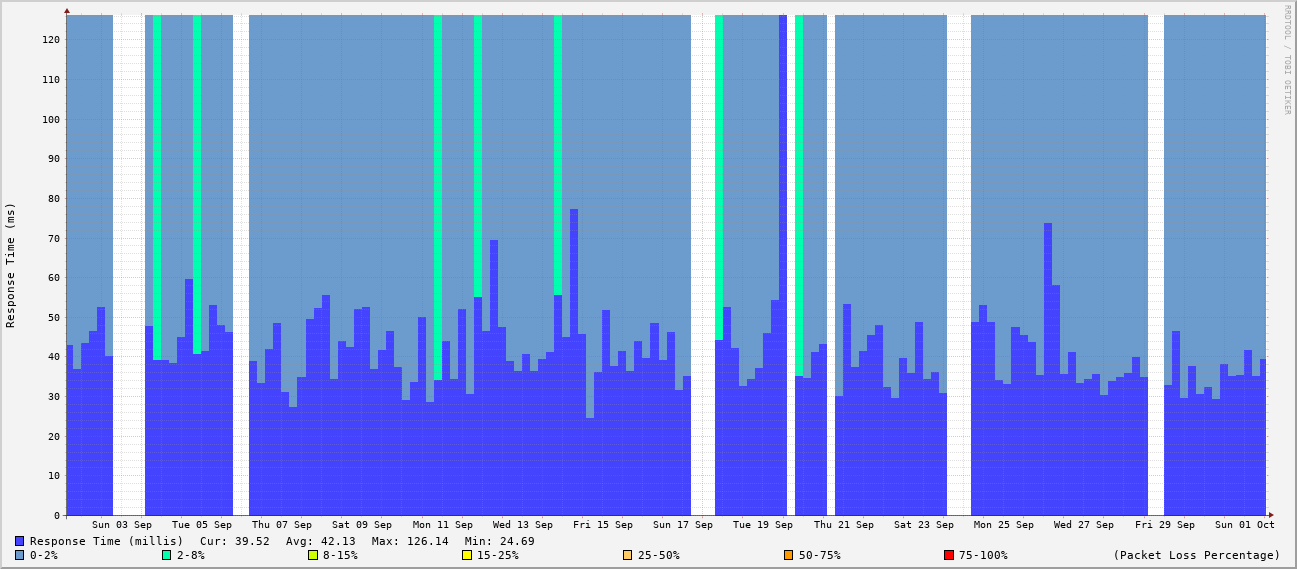 RRDTOOL / TOBI OETIKER
Response Time (ms)
120
110
100
90
80
70
60
50
40
30
20
10
0
Sun 03 Sep Tue 05 Sep Thu 07 Sep Sat 09 Sep Mon 11 Sep Wed 13 Sep Fri 15 Sep Sun 17 Sep Tue 19 Sep Thu 21 Sep Sat 23 Sep Mon 25 Sep Wed 27 Sep Fri 29 Sep Sun 01 Oct
Response Time (millis) Cur: 39.52 Avg: 42.13 Max: 126.14 Min: 24.69
0-2% 2-8% 8-15% 15-25% 25-50% 50-75% 75-100% (Packet Loss Percentage)